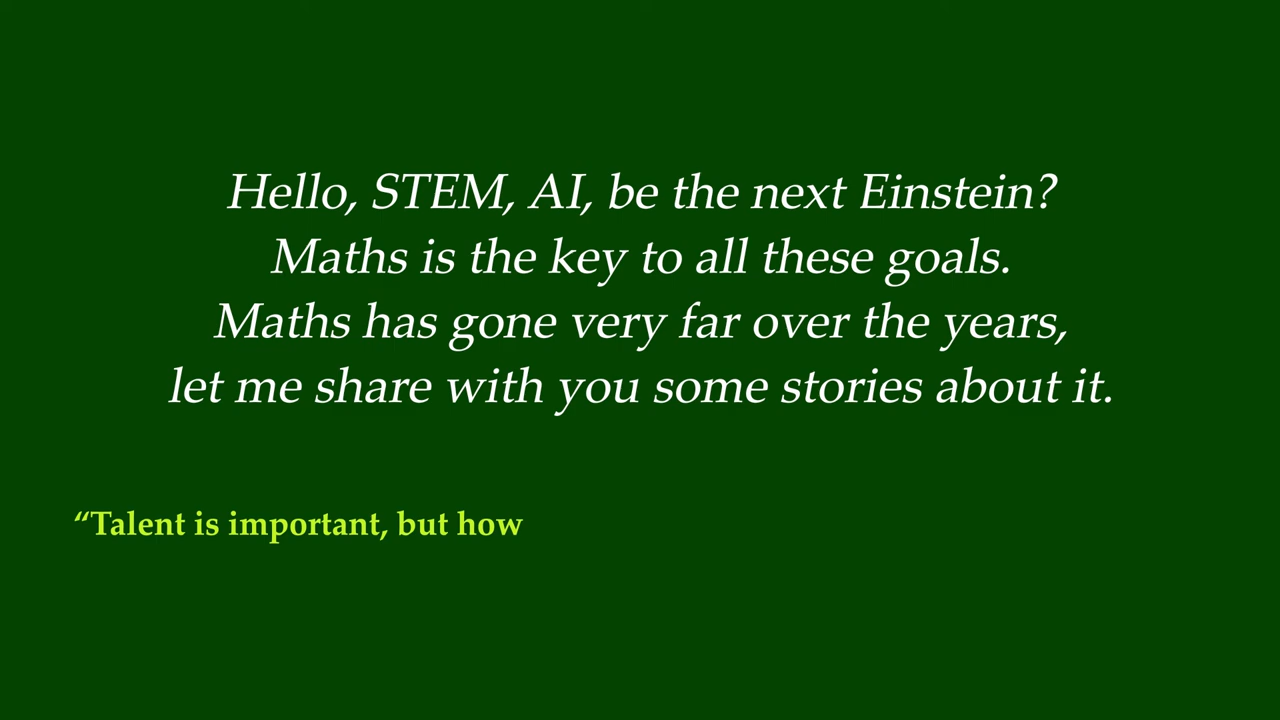 Hello, STEM, AI, be the next Einstein?
Maths is the key to all these goals.
Maths has gone very far over the years,
let me share with you some stories about it.
“Talent is important, but how